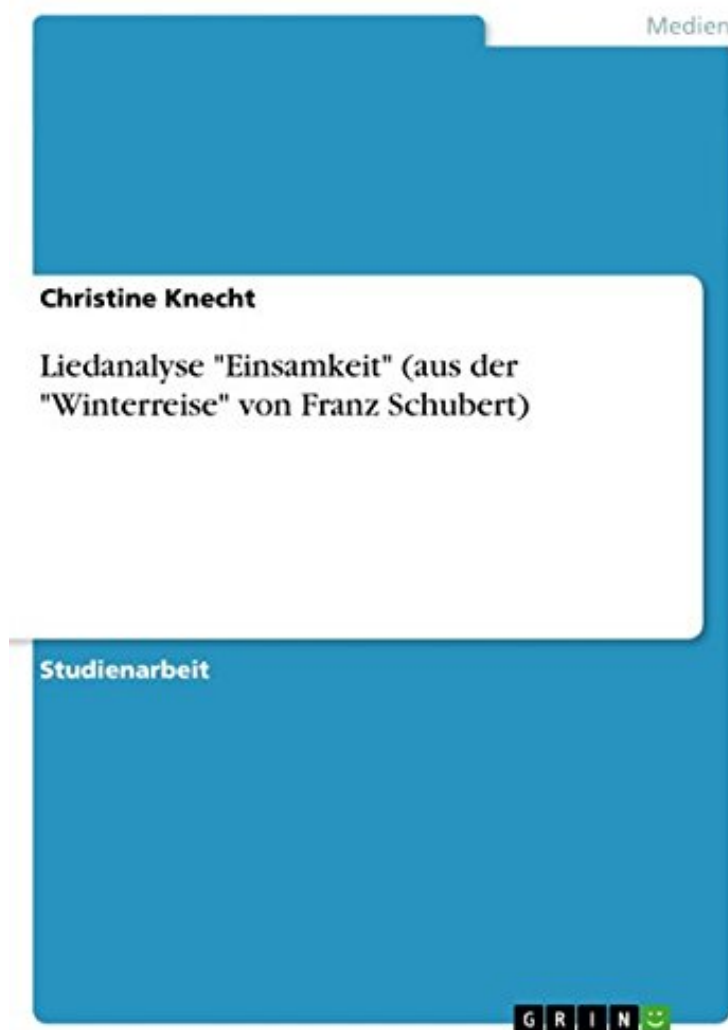 Medien
Christine Knecht
Liedanalyse "Einsamkeit" (aus der
"Winterreise" von Franz Schubert)
Studienarbeit
GRIN